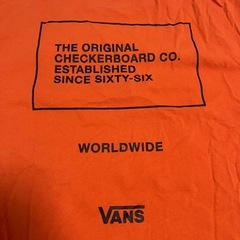 THE ORIGINAL
CHECKERBOARD CO.
ESTABLISHED
SINCE SIXTY-SIX
WORLDWIDE
VANS